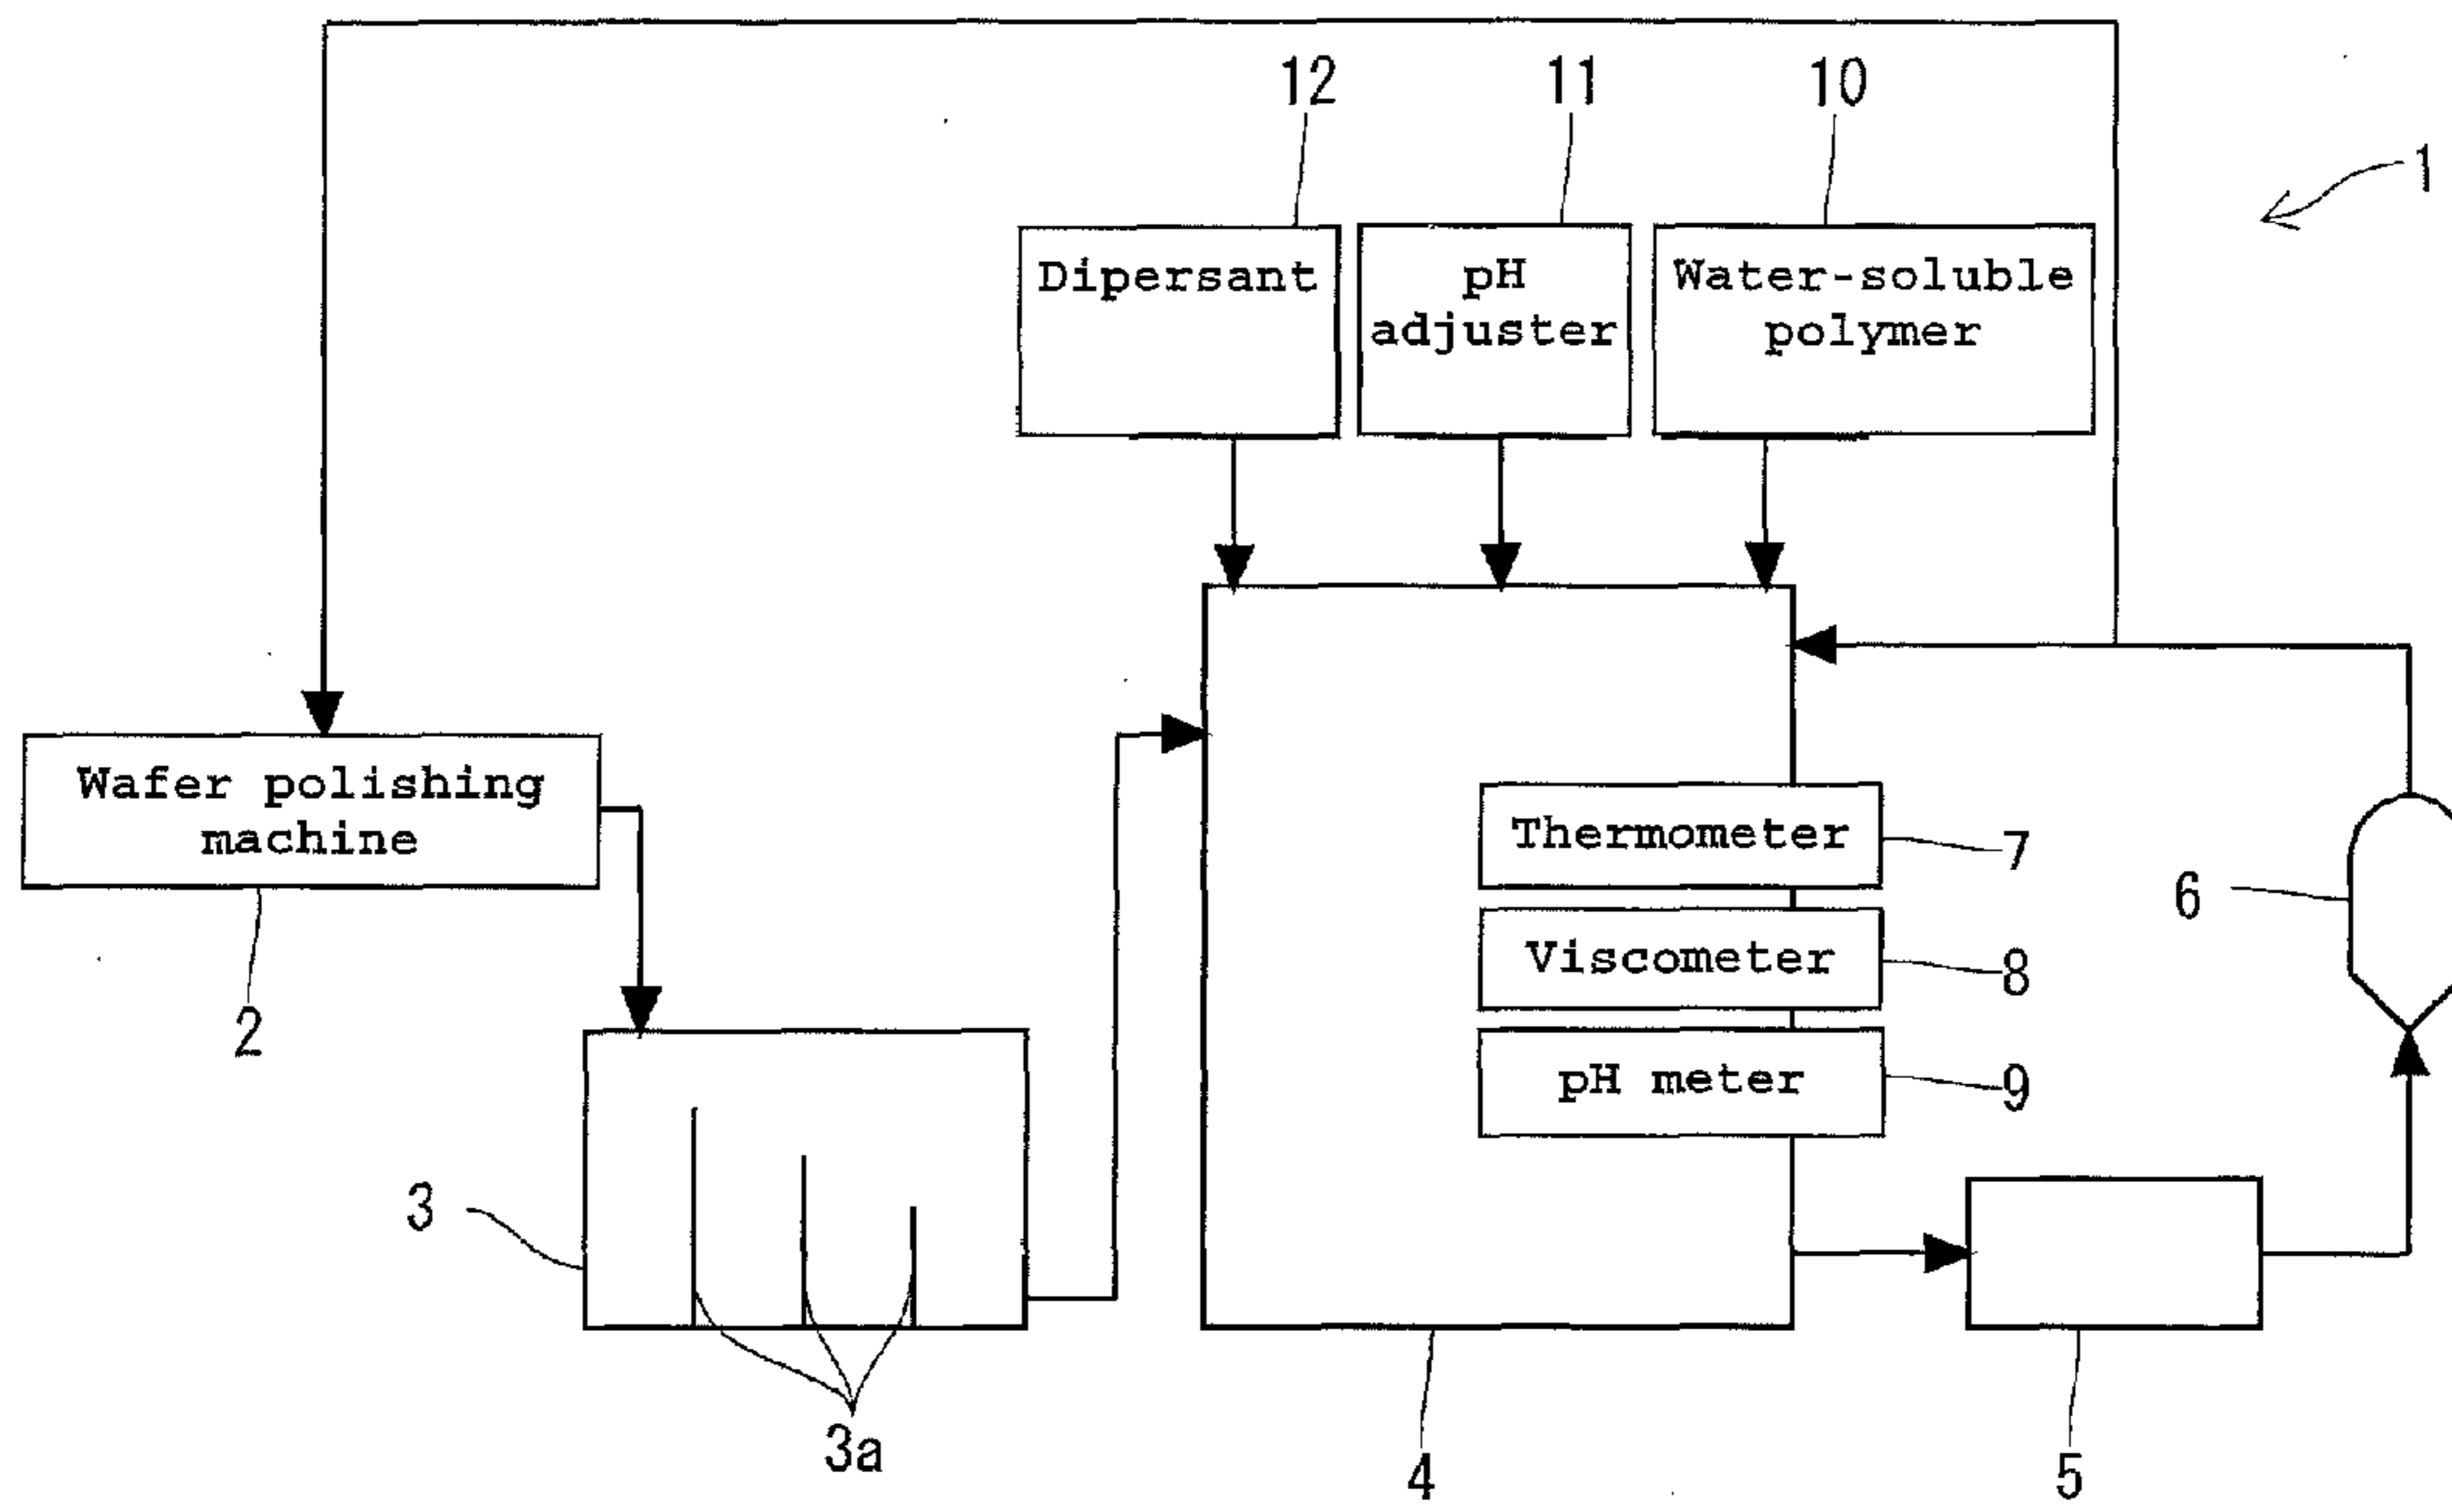 12
11
10
1
Dipersant
pH
adjuster
Water-soluble
polymer
Wafer polishing
machine
2
Thermometer
7
Viscometer
8
pH meter
9
6
3
3a
4
5